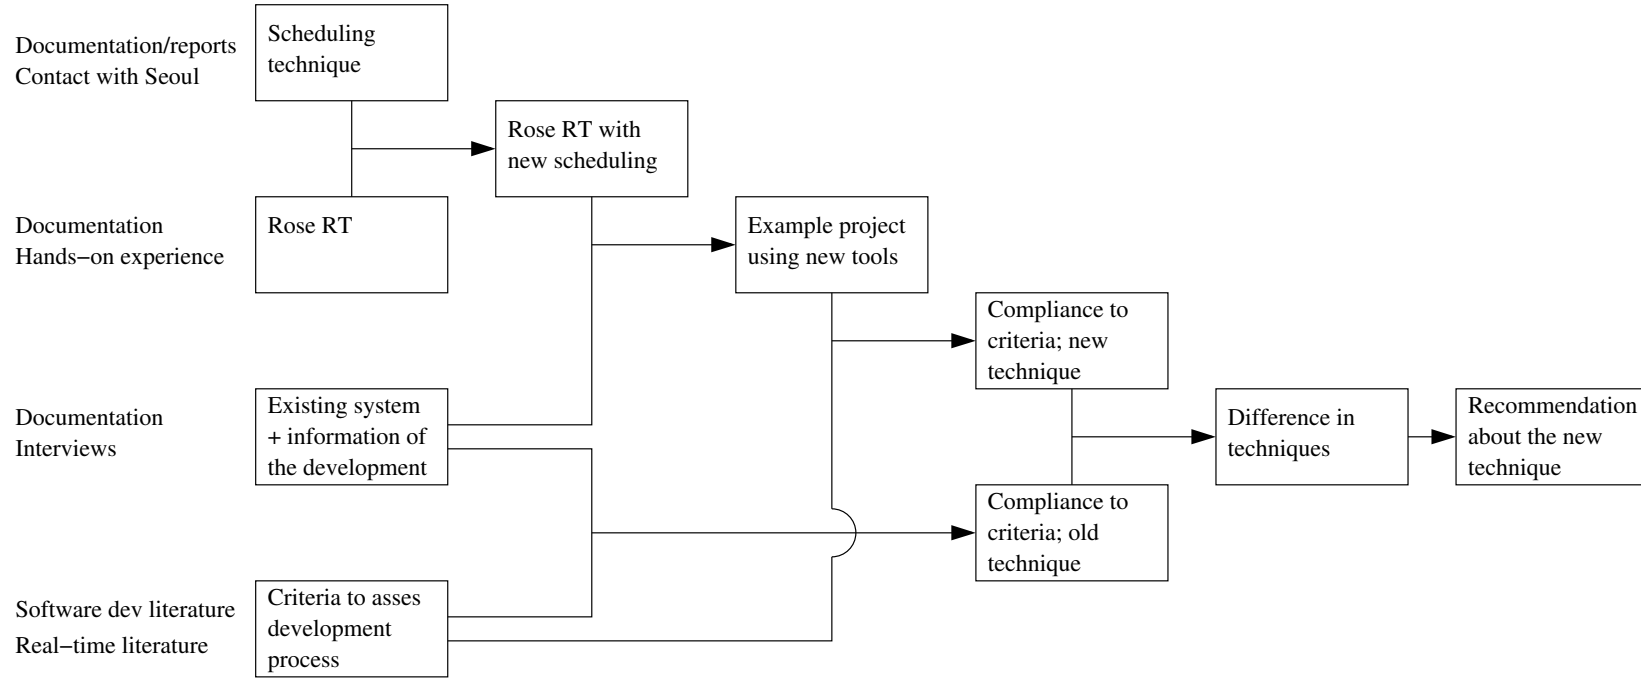 Documentation/reports
Contact with Seoul
Scheduling
technique
Rose RT with
new scheduling
Documentation
Hands−on experience
Rose RT
Example project
using new tools
Compliance to
criteria; new
technique
Documentation
Interviews
Existing system
+ information of
the development
Difference in
techniques
Recommendation
about the new
technique
Compliance to
criteria; old
technique
Software dev literature
Real−time literature
Criteria to asses
development
process